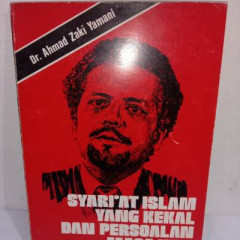 Dr. Ahmad Zaki Yamani
SYARI'AT ISLAM
YANG KEKAL
DAN PERSOALAN